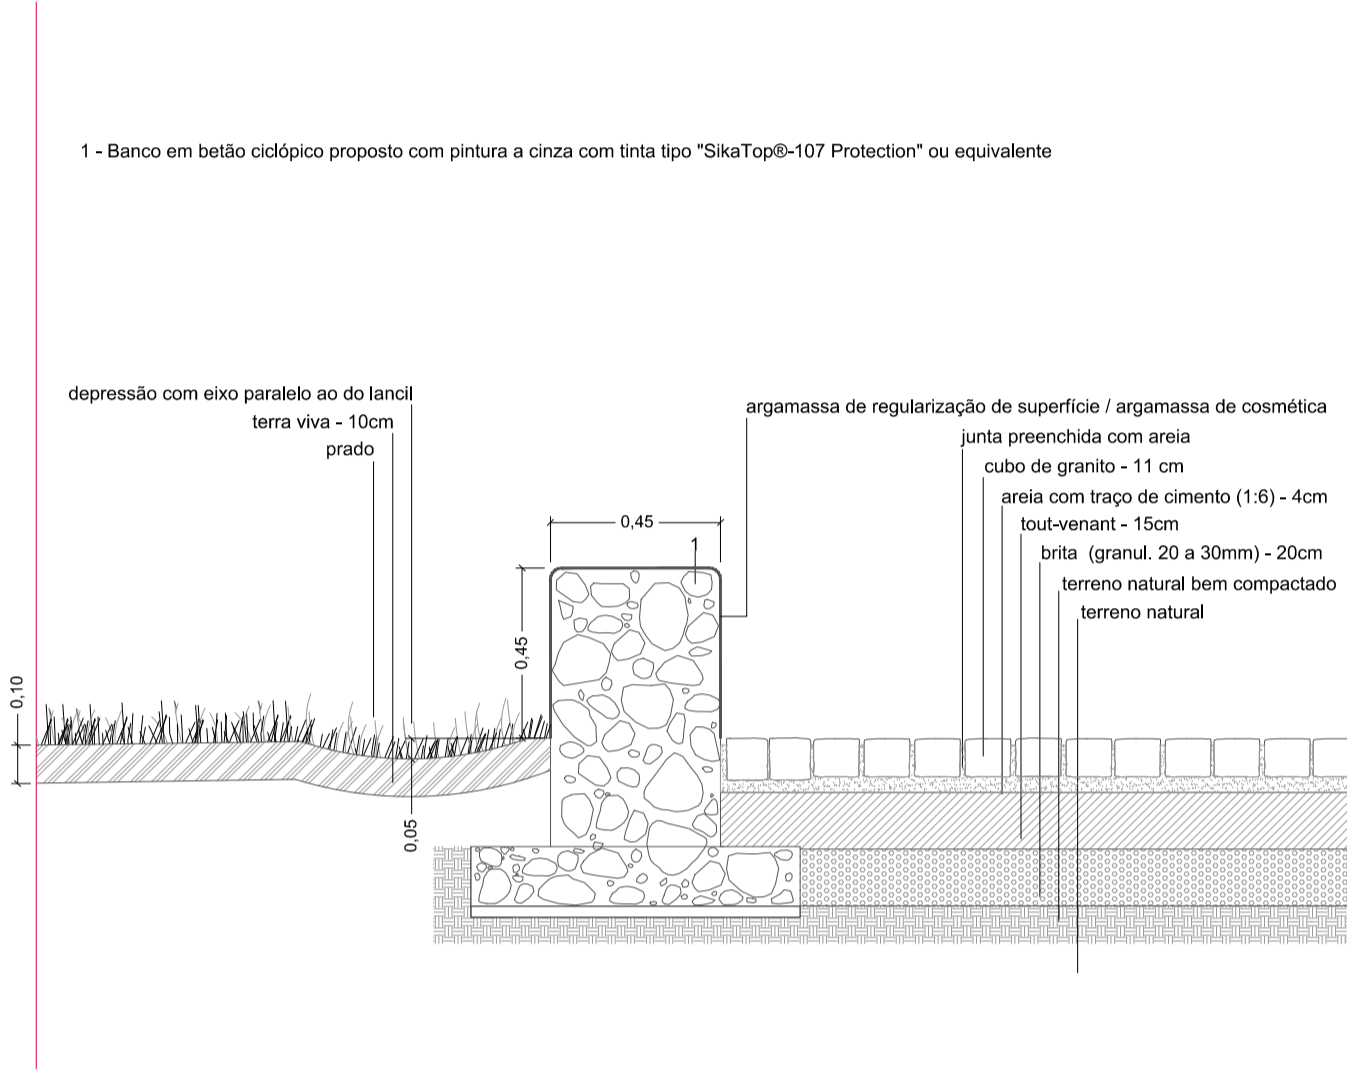 1 - Banco em betão ciclópico proposto com pintura a cinza com tinta tipo "SikaTop®-107 Protection" ou equivalente
depressão com eixo paralelo ao do lancil
terra viva - 10cm
prado
argamassa de regularização de superfície / argamassa de cosmética
junta preenchida com areia
cubo de granito - 11 cm
areia com traço de cimento (1:6) - 4cm
tout-venant - 15cm
brita (granul. 20 a 30mm) - 20cm
terreno natural bem compactado
terreno natural
0,45
1
0,45
0,10
0,05